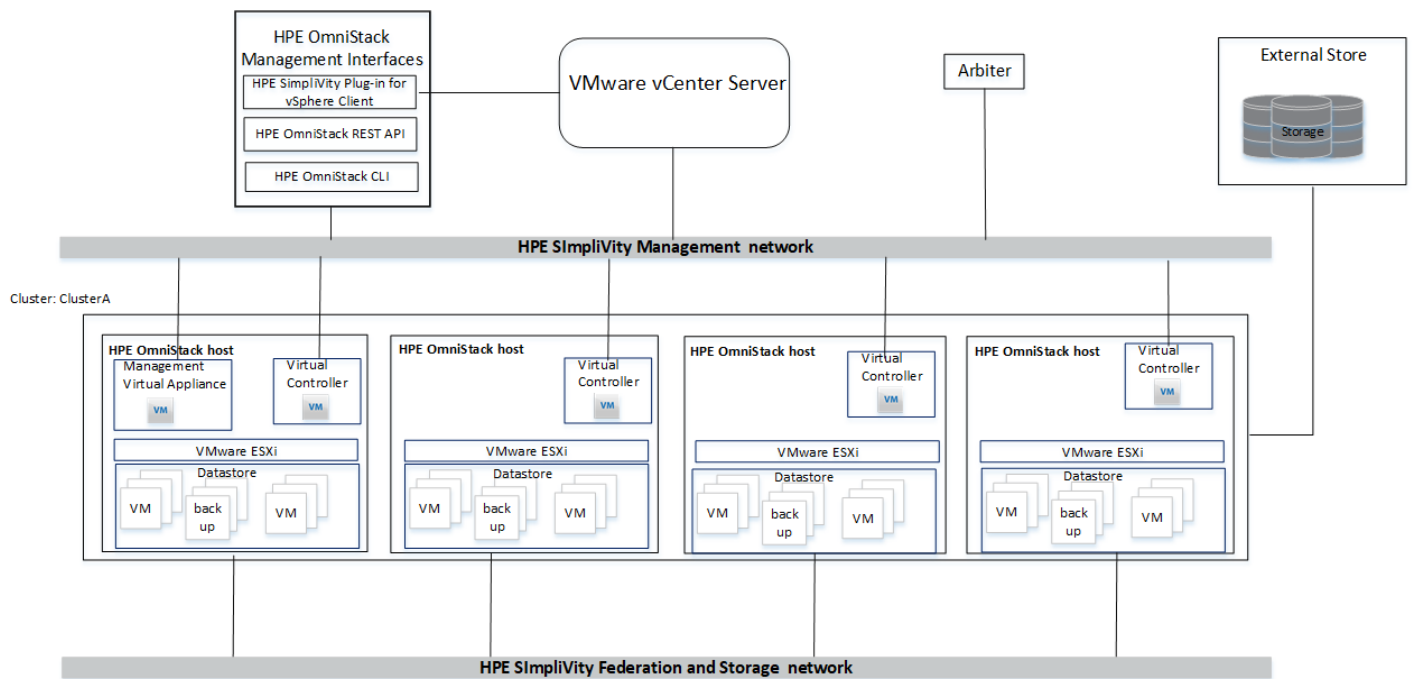 HPE OmniStack
Management Interfaces
HPE SimpliVity Plug-in for
vSphere Client
HPE OmniStack REST API
HPE OmniStack CLI
VMware vCenter Server
Arbiter
External Store
Storage
HPE SImpliVity Management network
Cluster: ClusterA
HPE OmniStack host
Management
Virtual Appliance
VM
Virtual
Controller
VM
VMware ESXi
Datastore
VM
back
up
VM
HPE OmniStack host
Virtual
Controller
VM
VMware ESXi
Datastore
VM
back
up
VM
HPE OmniStack host
Virtual
Controller
VM
VMware ESXi
Datastore
VM
back
up
VM
HPE OmniStack host
Virtual
Controller
VM
VMware ESXi
Datastore
VM
back
up
VM
HPE SImpliVity Federation and Storage network